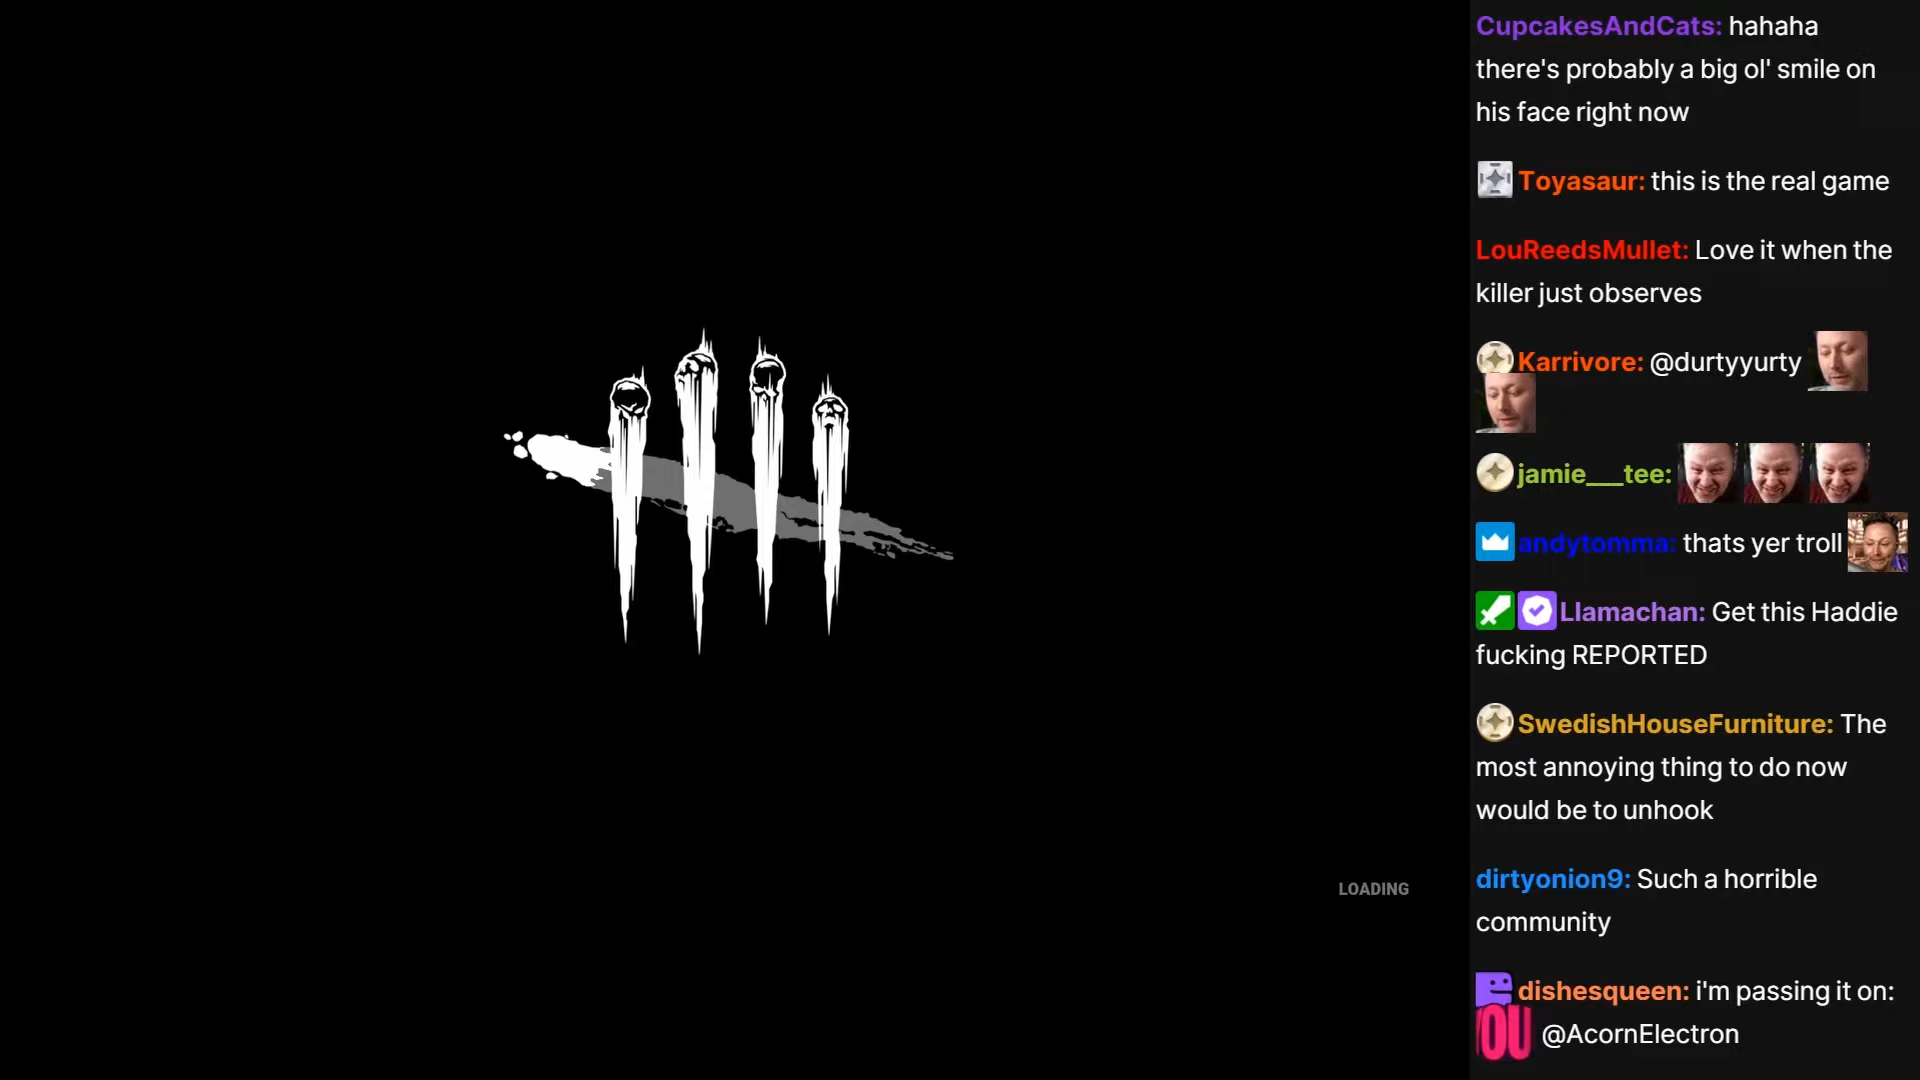 CupcakesAndCats: hahaha
there's probably a big ol' smile on
his face right now
Toyasaur: this is the real game
LouReedsMullet: Love it when the
killer just observes
Karrivore: @durtyyurty
jamie___tee:
andytomma: thats yer troll
Llamachan: Get this Haddie
fucking REPORTED
SwedishHouseFurniture: The
most annoying thing to do now
would be to unhook
LOADING
dirtyonion9: Such a horrible
community
dishesqueen: i'm passing it on:
YOU @AcornElectron